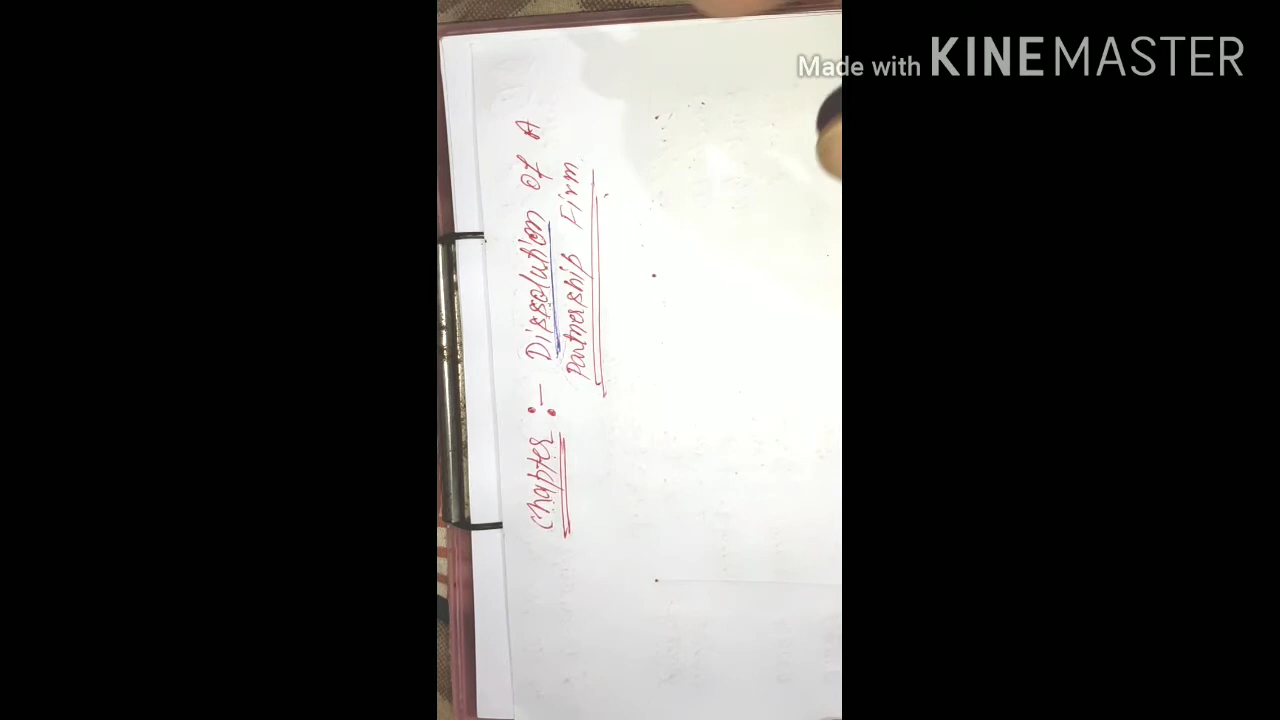 Made with KINEMASTER
Chapter :- Dissolution of A
Partnership Firm